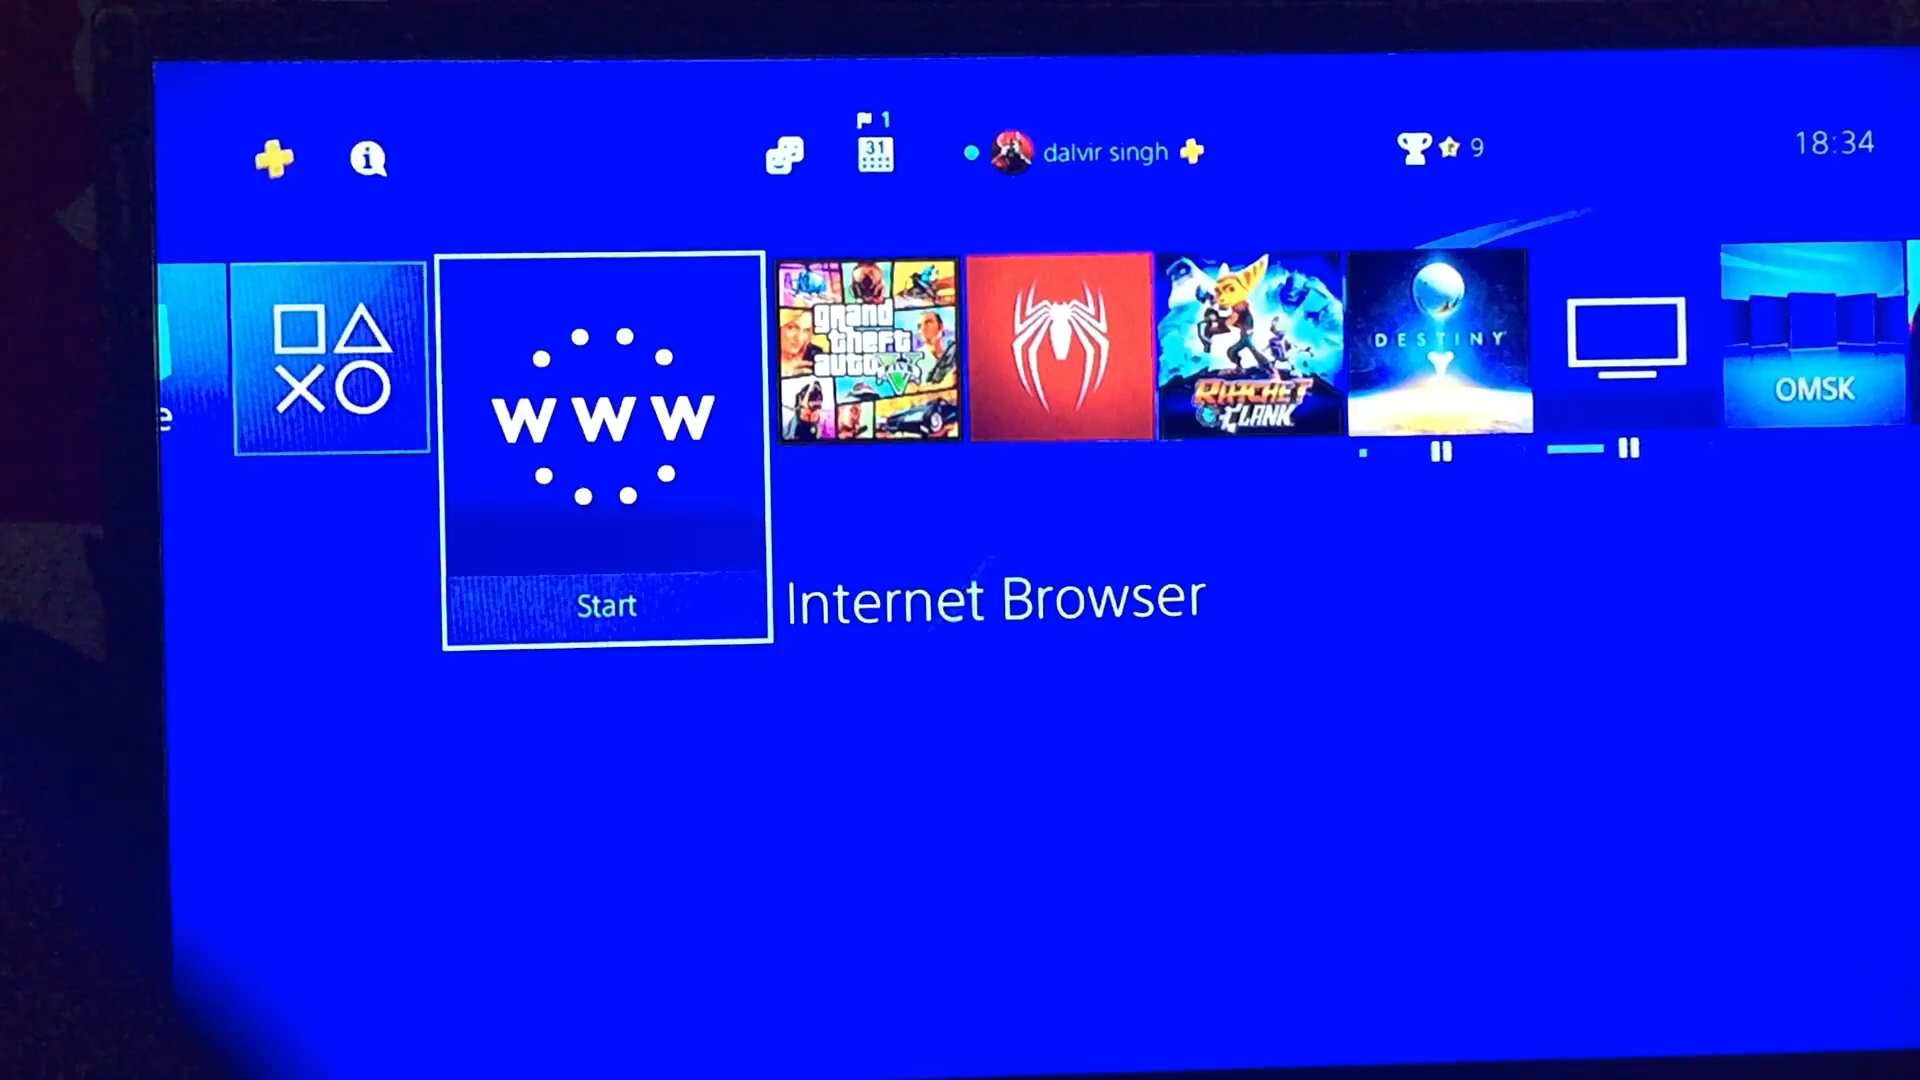 1
31
dalvir singh
9
18:34
e
WWW
grand
theft
auto
V
RATCHET
CLANK
DESTINY
OMSK
Start
Internet Browser